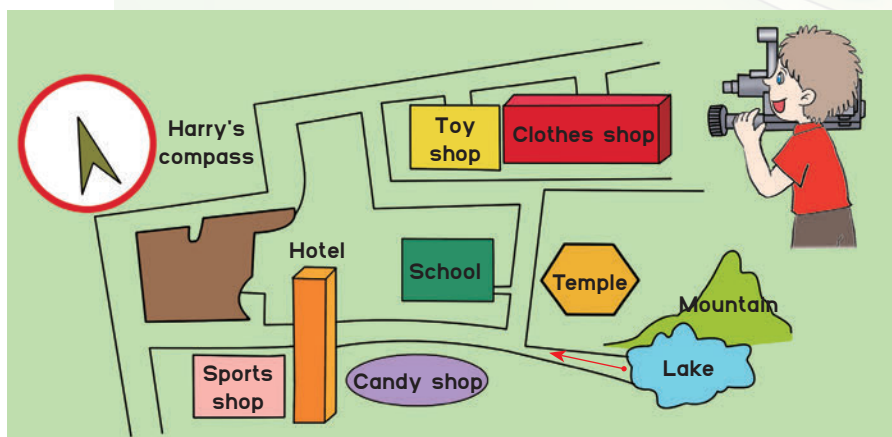 Harry's
compass
Toy
shop
Clothes shop
Hotel
School
Temple
Mountain
Sports
shop
Candy shop
Lake